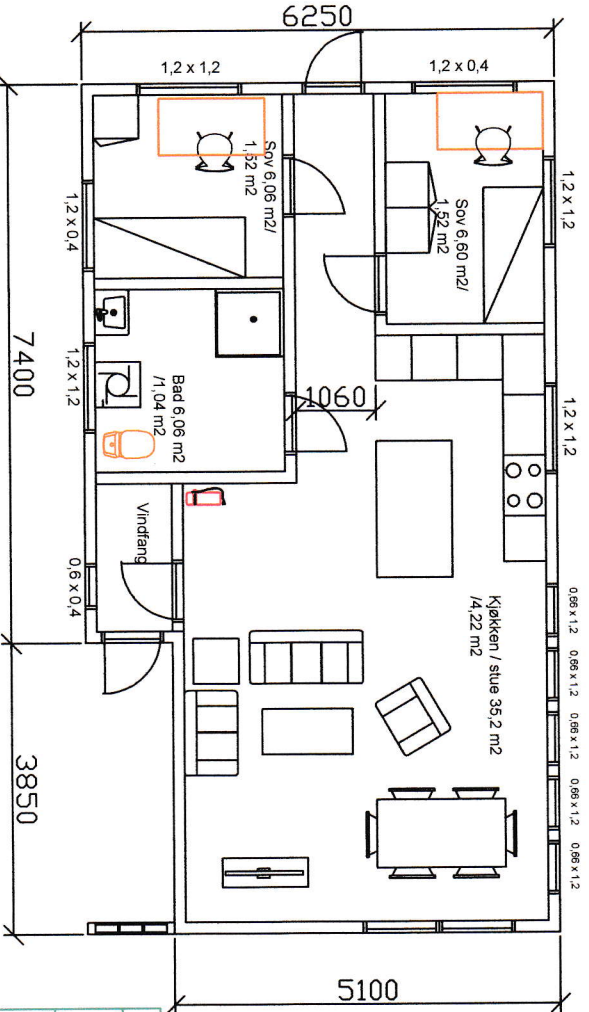 6250
1,2 x 1,2
1,2 x 0,4
1,2 x 1,2
Sov 6,06 m2/
1,52 m2
Sov 6,60 m2/
1,52 m2
1,2 x 0,4
7400
1,2 x 1,2
Bad 6,06 m2
/1,04 m2
1060
1,2 x 1,2
Vindfang
0,6 x 0,4
Kjøkken / stue 35,2 m2
/4,22 m2
0,66 x 1,2
0,66 x 1,2
0,66 x 1,2
0,66 x 1,2
0,66 x 1,2
3850
5100